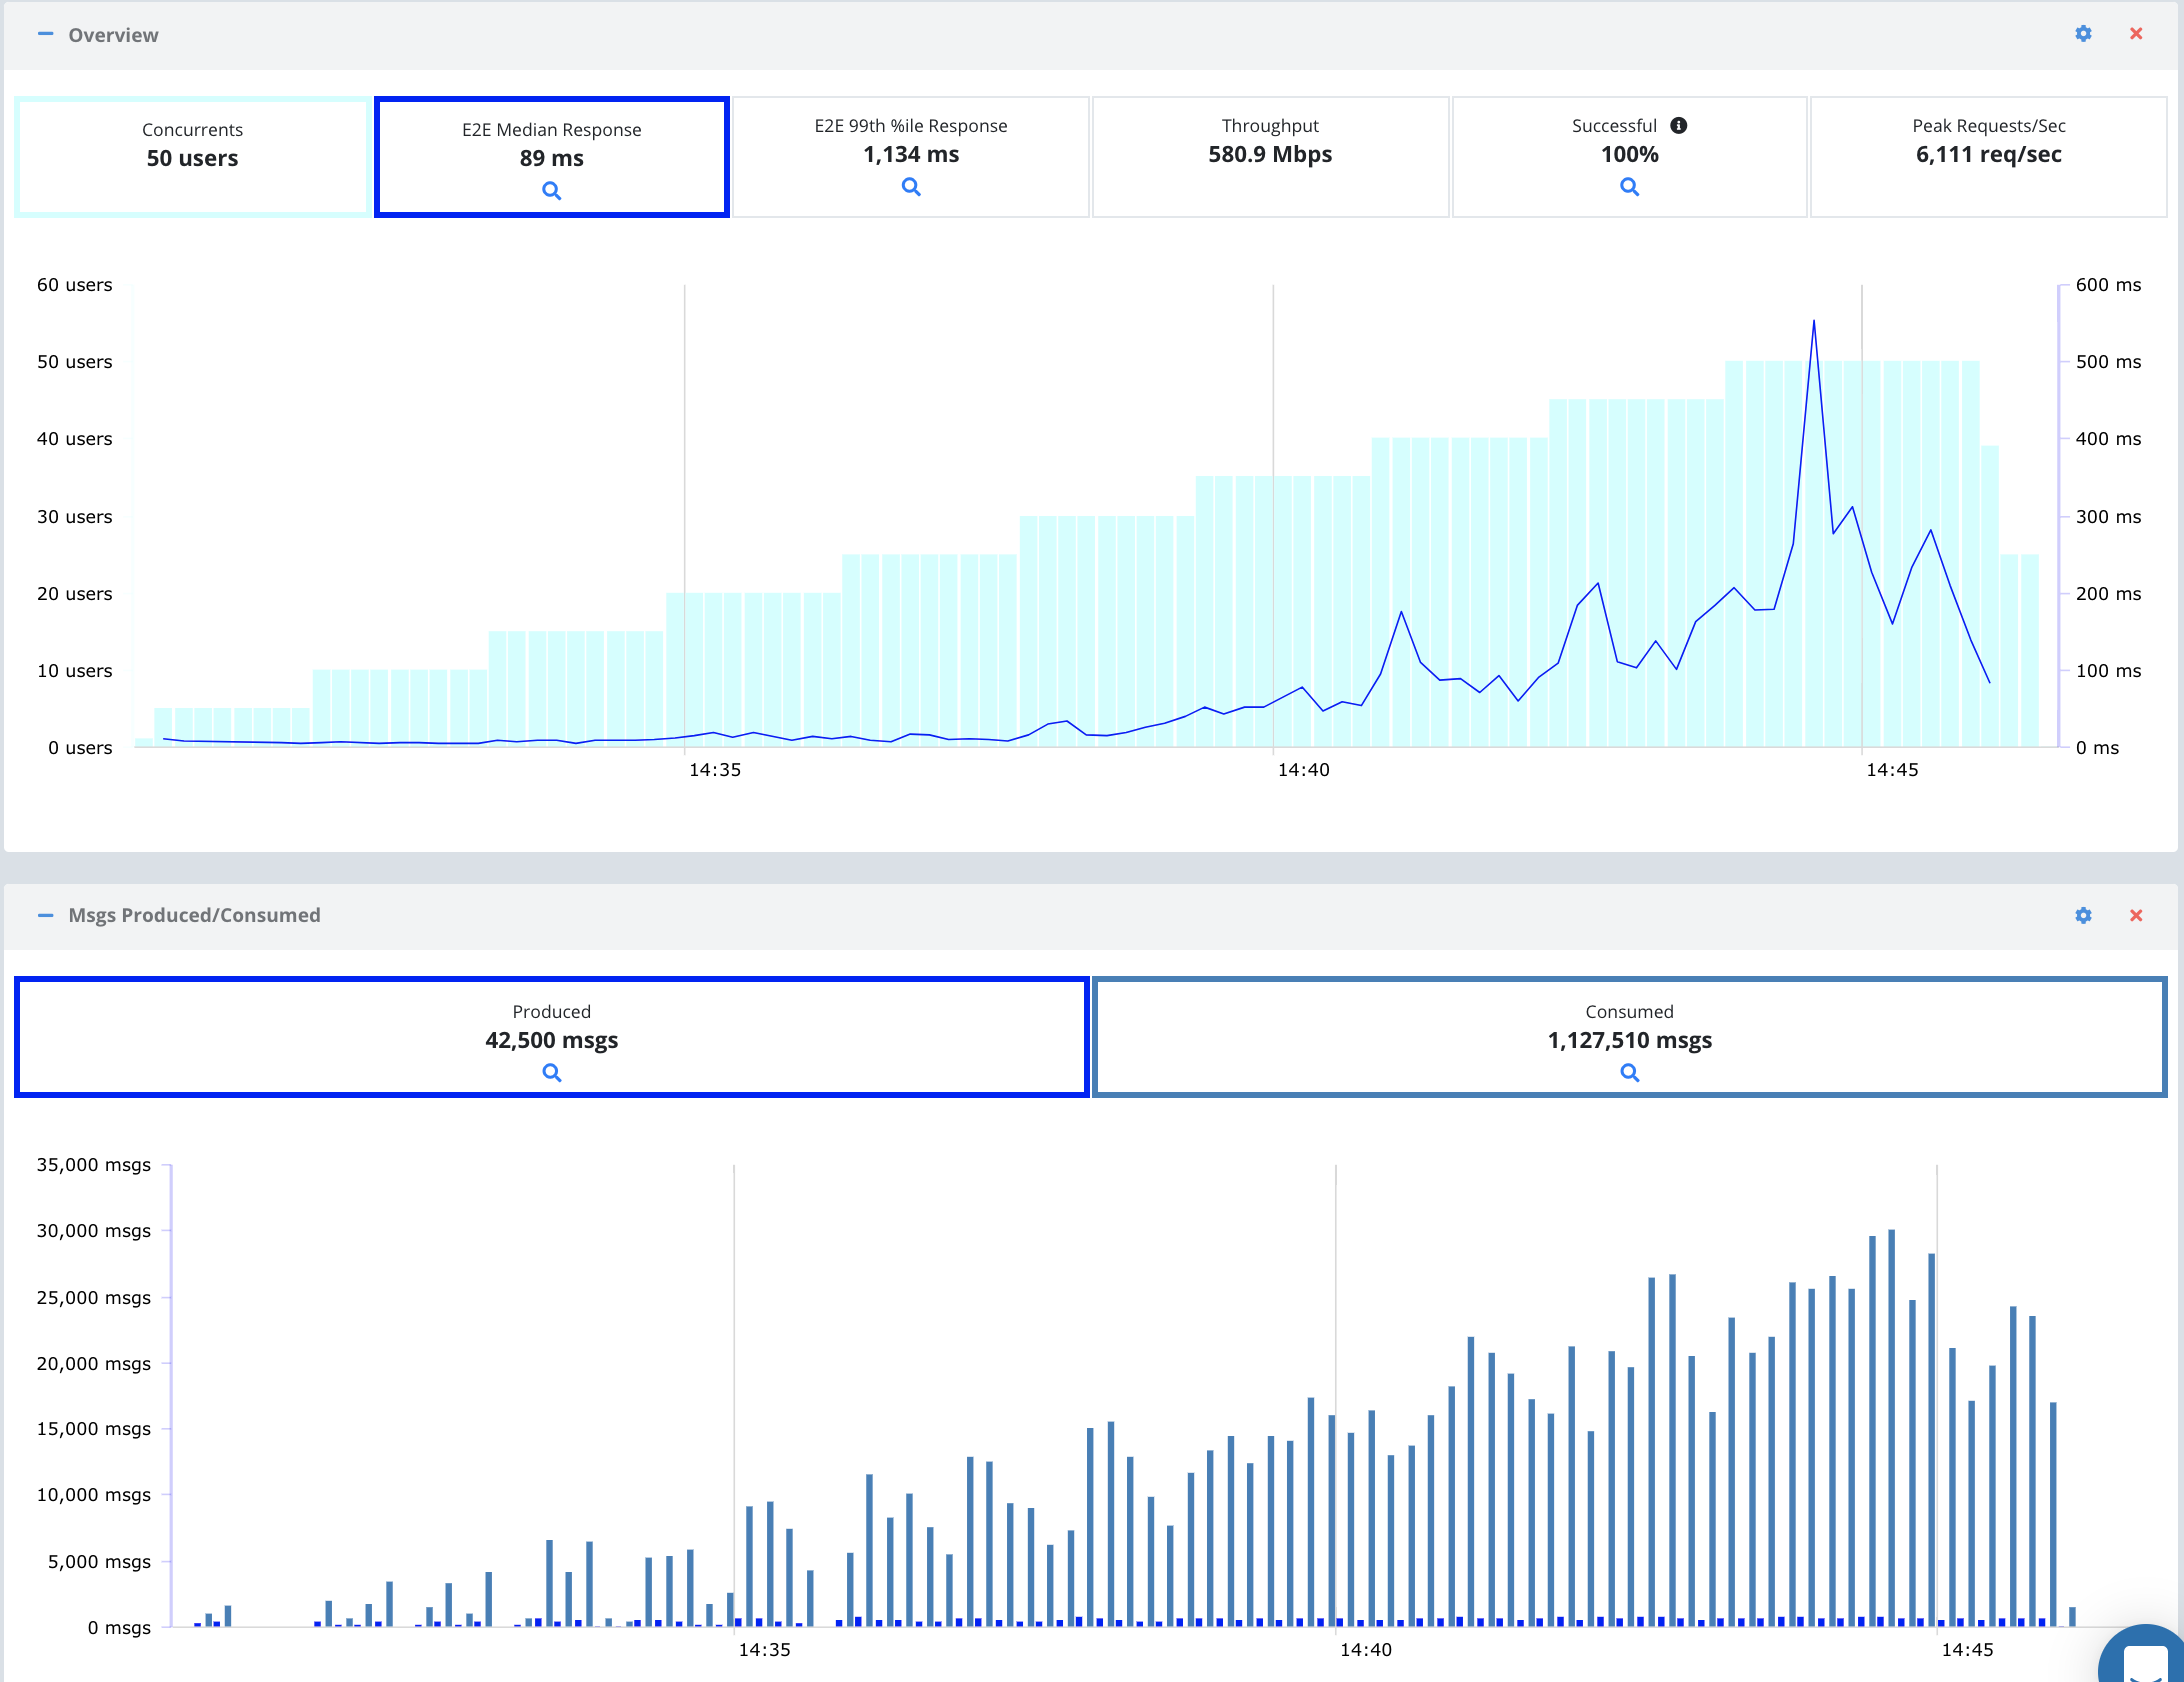 Overview
Concurrents
50 users
E2E Median Response
89 ms
E2E 99th %ile Response
1,134 ms
Throughput
580.9 Mbps
Successful
100%
Peak Requests/Sec
6,111 req/sec
60 users
50 users
40 users
30 users
20 users
10 users
0 users
600 ms
500 ms
400 ms
300 ms
200 ms
100 ms
0 ms
14:35
14:40
14:45
Msgs Produced/Consumed
Produced
42,500 msgs
Consumed
1,127,510 msgs
35,000 msgs
30,000 msgs
25,000 msgs
20,000 msgs
15,000 msgs
10,000 msgs
5,000 msgs
0 msgs
14:35
14:40
14:45